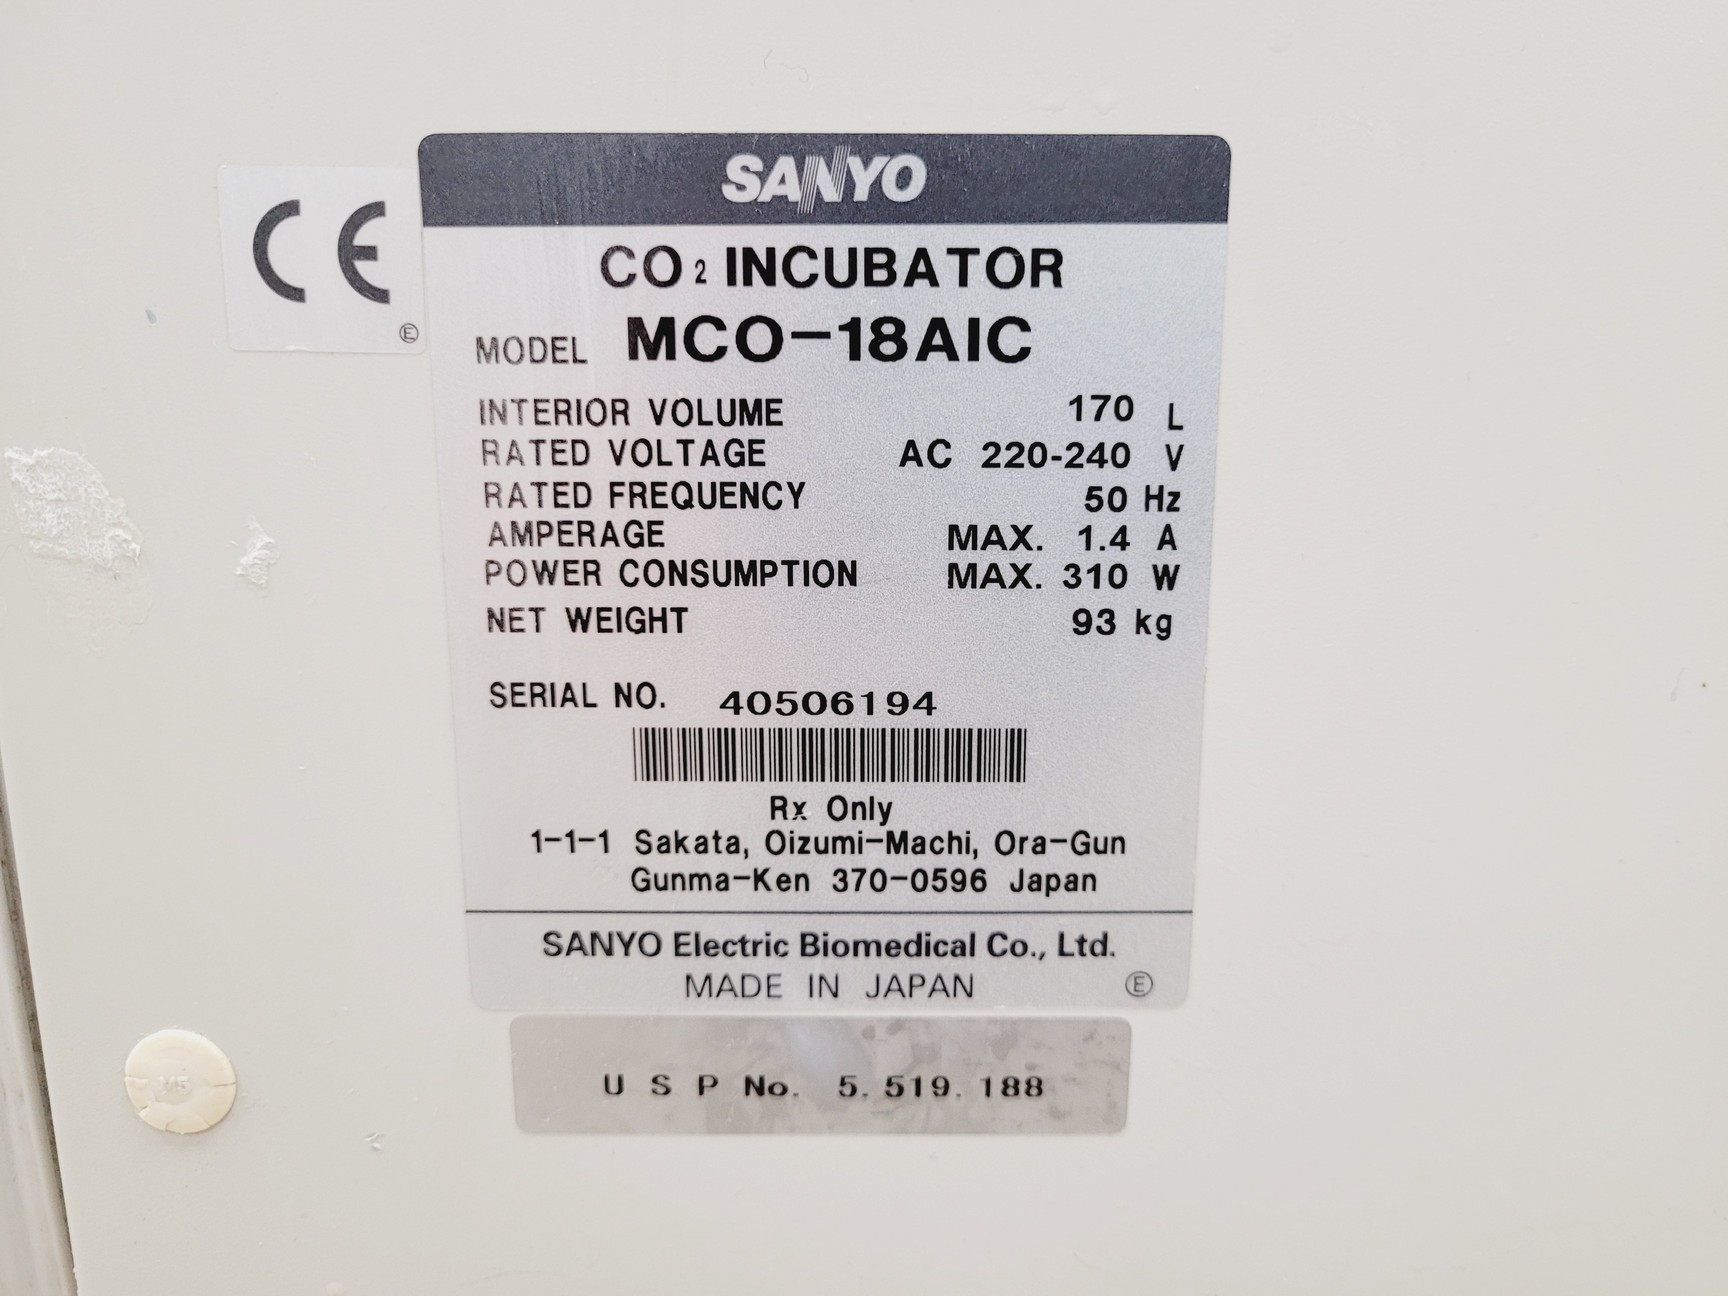 SANYO
CE
Ⓔ
CO2 INCUBATOR
MODEL MCO-18AIC
INTERIOR VOLUME 170 L
RATED VOLTAGE AC 220-240 V
RATED FREQUENCY 50 Hz
AMPERAGE MAX. 1.4 A
POWER CONSUMPTION MAX. 310 W
NET WEIGHT 93 kg
SERIAL NO. 40506194
Rx Only
1-1-1 Sakata, Oizumi-Machi, Ora-Gun
Gunma-Ken 370-0596 Japan
SANYO Electric Biomedical Co., Ltd.
MADE IN JAPAN Ⓔ
U S P No. 5. 519. 188